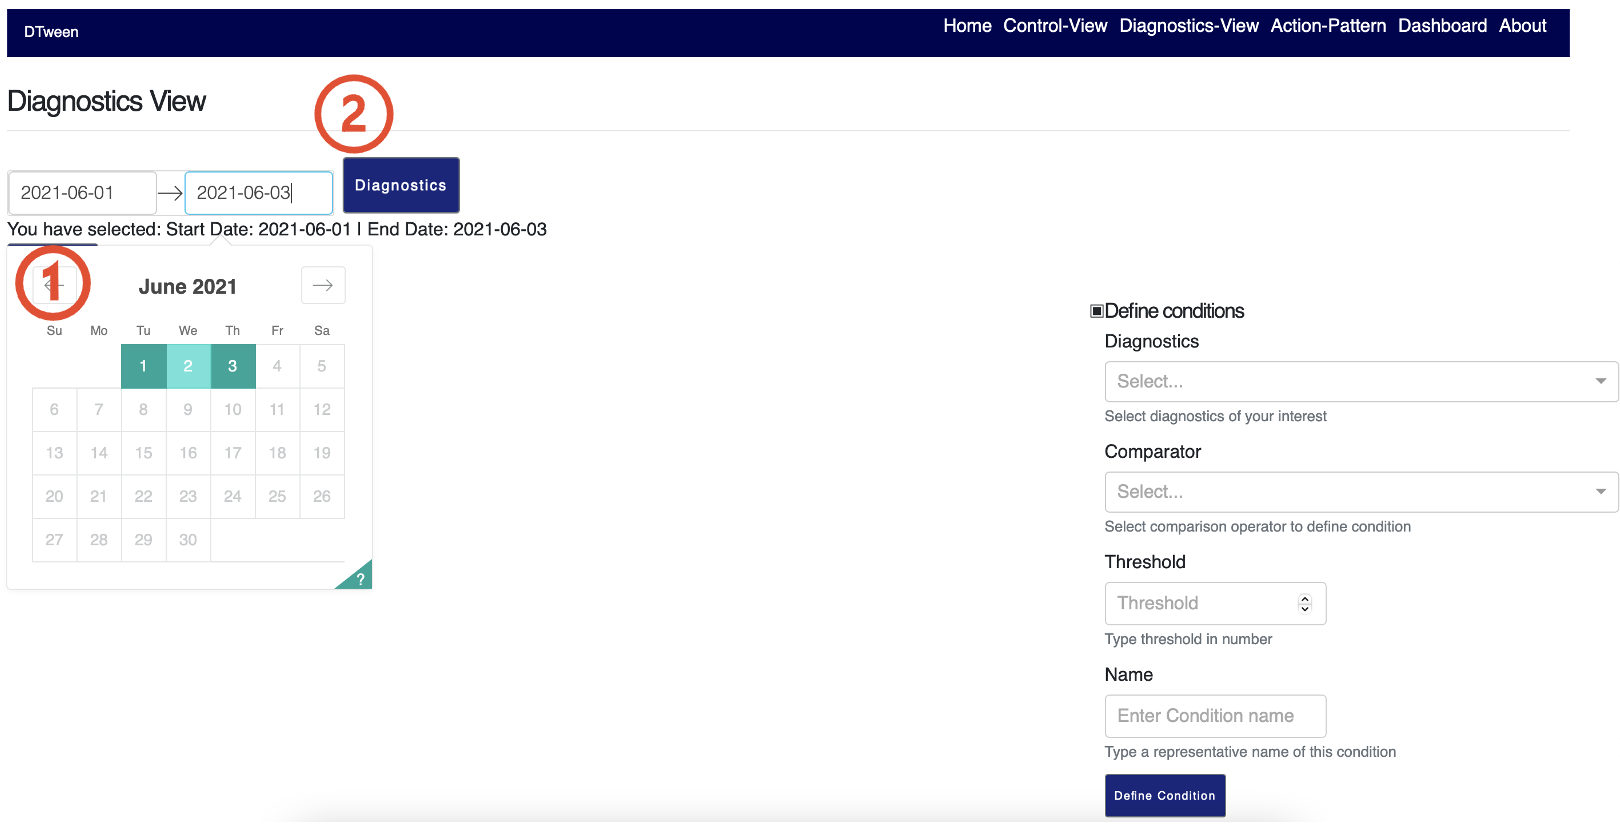 DTween
Home Control-View Diagnostics-View Action-Pattern Dashboard About
Diagnostics View
2
2021-06-01 → 2021-06-03
Diagnostics
You have selected: Start Date: 2021-06-01 | End Date: 2021-06-03
1
← June 2021 →
Su Mo Tu We Th Fr Sa
1 2 3 4 5
6 7 8 9 10 11 12
13 14 15 16 17 18 19
20 21 22 23 24 25 26
27 28 29 30
?
Define conditions
Diagnostics
Select...
Select diagnostics of your interest
Comparator
Select...
Select comparison operator to define condition
Threshold
Threshold
Type threshold in number
Name
Enter Condition name
Type a representative name of this condition
Define Condition